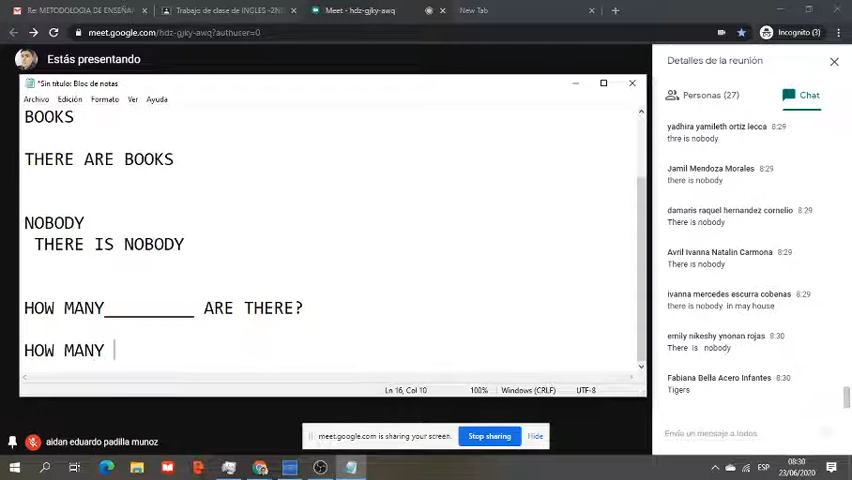 Re: METODOLOGIA DE ENSEÑA
Trabajo de clase de INGLES -2N
Meet - hdz-gjky-awq
New Tab
meet.google.com/hdz-gjky-awq?authuser=0
Incognito (3)
Estás presentando
*Sin título: Bloc de notas
Archivo Edición Formato Ver Ayuda
BOOKS
THERE ARE BOOKS
NOBODY
THERE IS NOBODY
HOW MANY_________ ARE THERE?
HOW MANY
Ln 16, Col 10 100% Windows (CRLF) UTF-8
aidan eduardo padilla munoz
meet.google.com is sharing your screen.
Stop sharing
Hide
Detalles de la reunión
Personas (27)
Chat
yadhira yamileth ortiz lecca 8:29
thre is nobody
Jamil Mendoza Morales 8:29
there is nobody
damaris raquel hernandez cornelio 8:29
There is nobody
Avril Ivanna Natalin Carmona 8:29
There is nobody
ivanna mercedes escurra cobenas 8:29
there is nobody in may house
emily nikeshy ynonan rojas 8:30
There is nobody
Fabiana Bella Acero Infantes 8:30
Tigers
Envía un mensaje a todos
ESP
08:30
23/06/2020